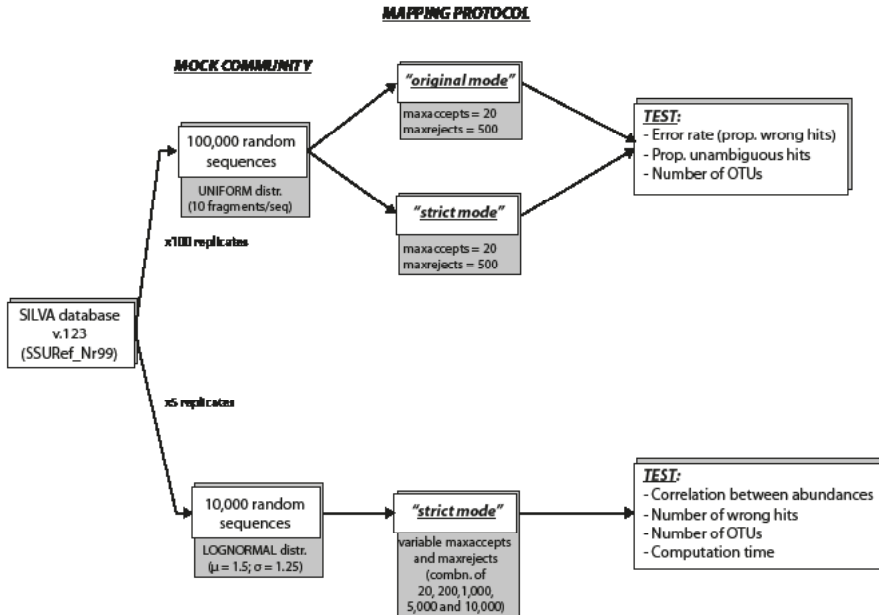 MAPPING PROTOCOL
MOCK COMMUNITY
"original mode"
maxaccepts = 20
maxrejects = 500
100,000 random
sequences
UNIFORM distr.
(10 fragments/seq)
TEST:
- Error rate (prop. wrong hits)
- Prop. unambiguous hits
- Number of OTUs
"strict mode"
maxaccepts = 20
maxrejects = 500
x100 replicates
SILVA database
v.123
(SSURef_Nr99)
x5 replicates
10,000 random
sequences
LOGNORMAL distr.
(μ = 1.5; σ = 1.25)
"strict mode"
variable maxaccepts
and maxrejects
(combn. of
20, 200, 1,000,
5,000 and 10,000)
TEST:
- Correlation between abundances
- Number of wrong hits
- Number of OTUs
- Computation time